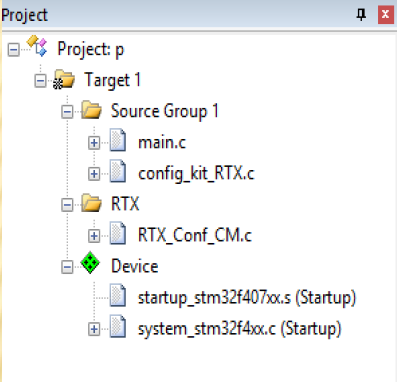 Project
Project: p
Target 1
Source Group 1
main.c
config_kit_RTX.c
RTX
RTX_Conf_CM.c
Device
startup_stm32f407xx.s (Startup)
system_stm32f4xx.c (Startup)